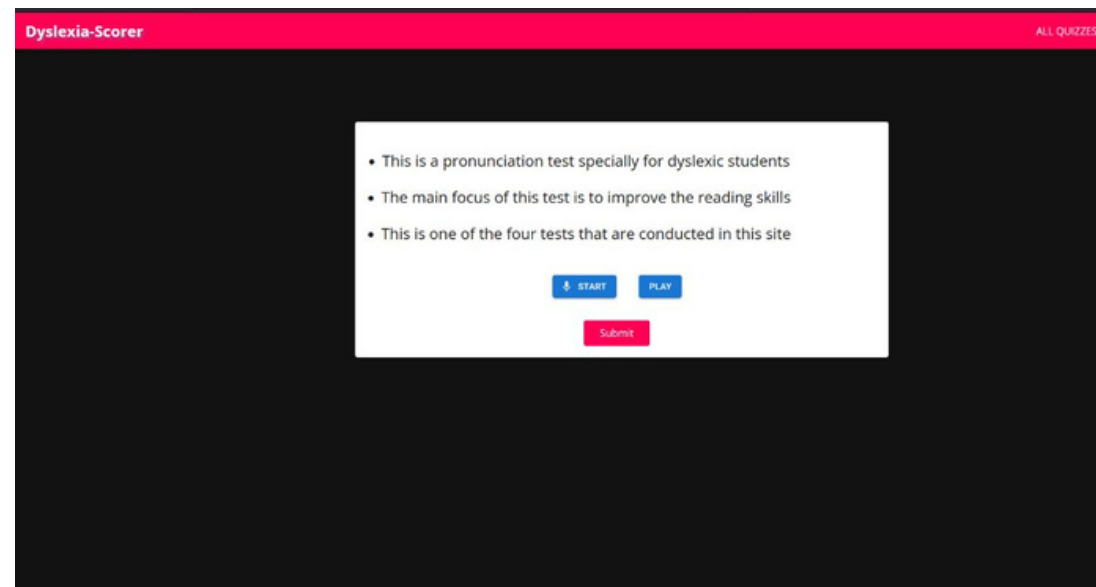 Dyslexia-Scorer
ALL QUIZZES
• This is a pronunciation test specially for dyslexic students
• The main focus of this test is to improve the reading skills
• This is one of the four tests that are conducted in this site
START
PLAY
Submit